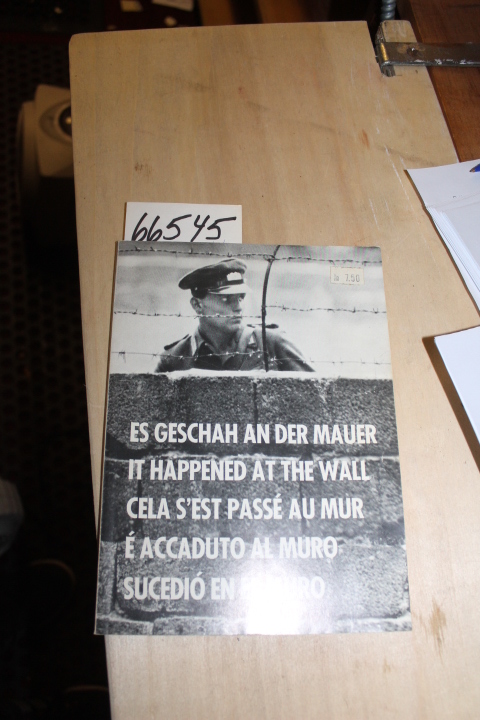 66545
7.50
ES GESCHAH AN DER MAUER
IT HAPPENED AT THE WALL
CELA S'EST PASSÉ AU MUR
É ACCADUTO AL MURO
SUCEDIÓ EN